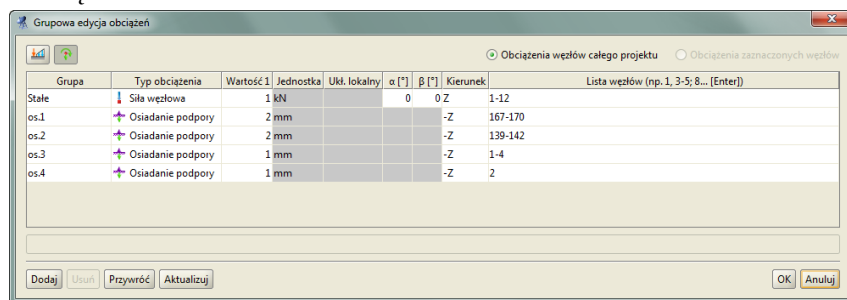 Grupowa edycja obciążeń
Obciążenia węzłów całego projektu Obciążenia zaznaczonych węzłów
Grupa Typ obciążenia Wartość 1 Jednostka Ukł. lokalny α [°] β [°] Kierunek Lista węzłów (np. 1, 3-5; 8... [Enter])
Stałe Siła węzłowa 1 kN 0 0 Z 1-12
os.1 Osiadanie podpory 2 mm -Z 167-170
os.2 Osiadanie podpory 2 mm -Z 139-142
os.3 Osiadanie podpory 1 mm -Z 1-4
os.4 Osiadanie podpory 1 mm -Z 2
Dodaj Usuń Przywróć Aktualizuj OK Anuluj